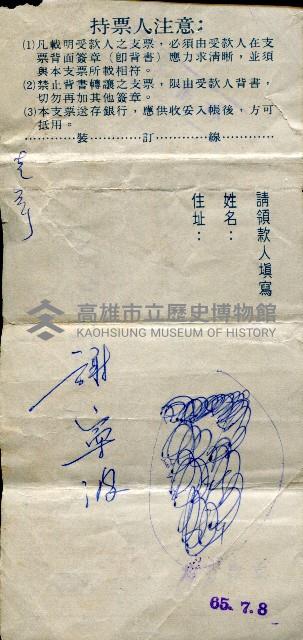 持票人注意：
(1)凡載明受款人之支票，必須由受款人在支
票背面簽章（卽背書）應力求清晰，並須
與本支票所載相符。
(2)禁止背書轉讓之支票，限由受款人背書，
切勿再加其他簽章。
(3)本支票送存銀行，應俟收妥入帳後，方可
抵用。
裝 訂 線
請領款人塡寫
姓名：
住址：
高雄市立歷史博物館
KAOHSIUNG MUSEUM OF HISTORY
謝
波
65. 7. 8